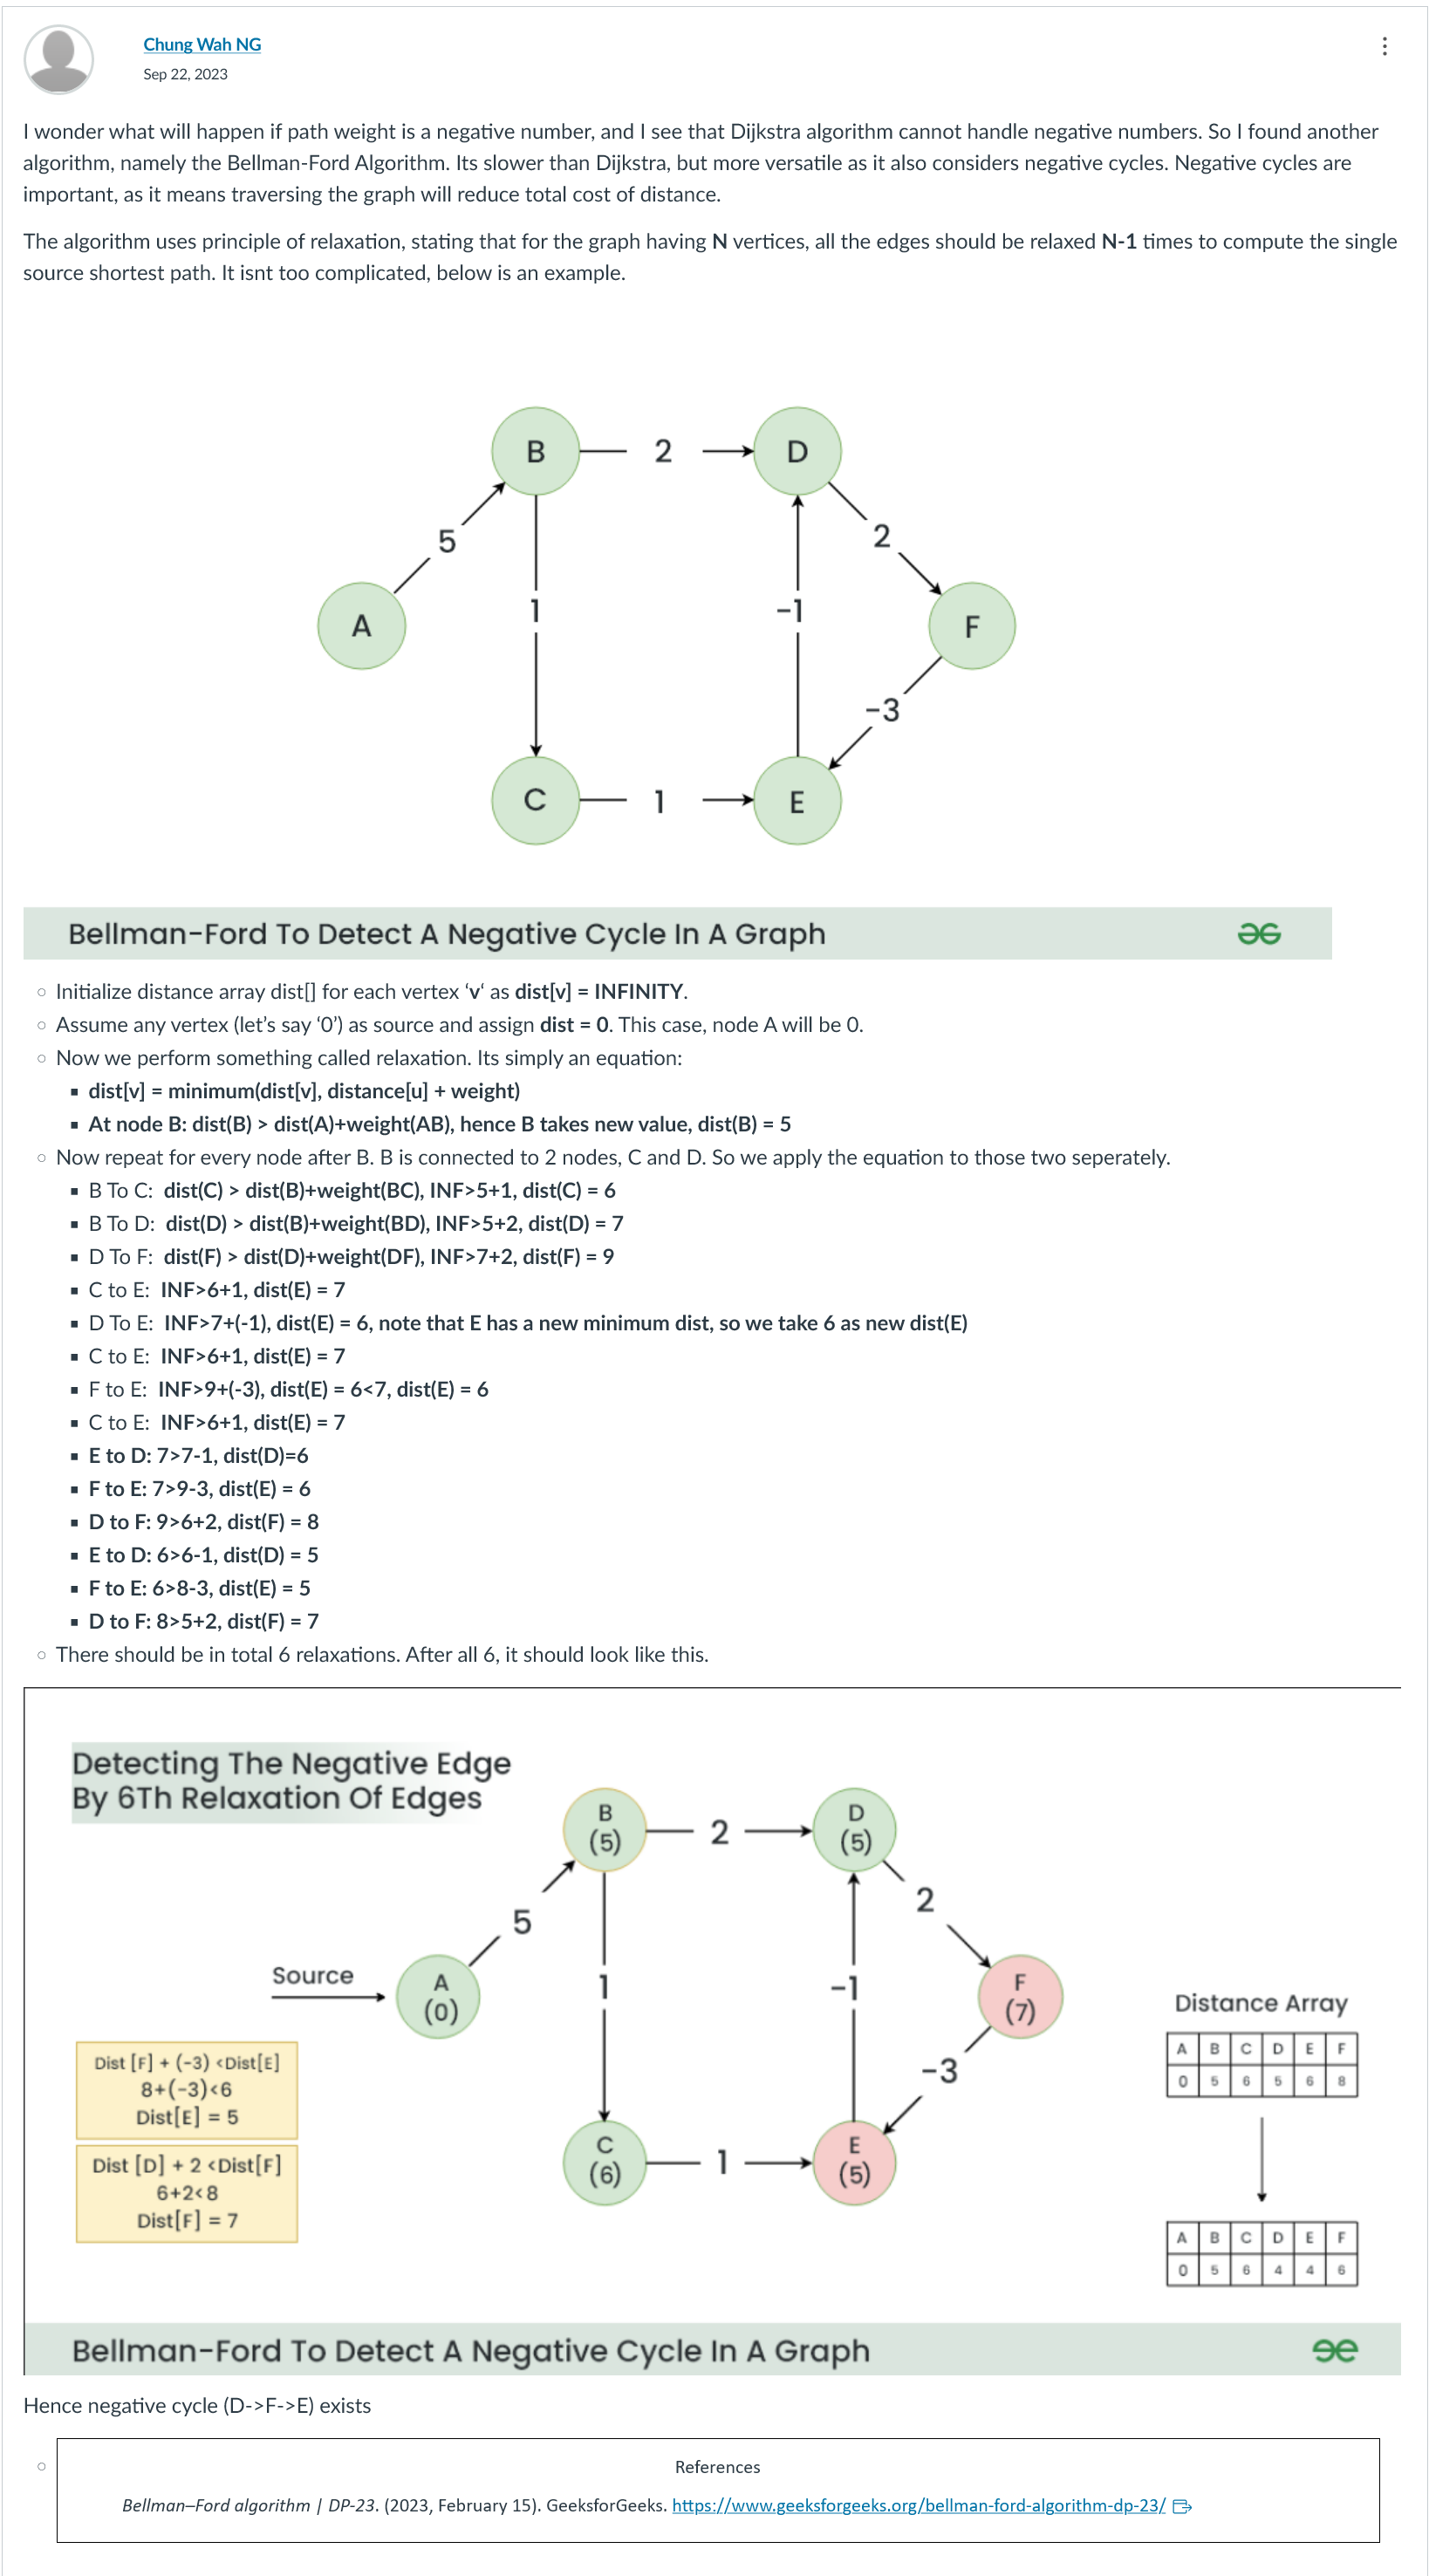 Chung Wah NG
Sep 22, 2023
I wonder what will happen if path weight is a negative number, and I see that Dijkstra algorithm cannot handle negative numbers. So I found another
algorithm, namely the Bellman-Ford Algorithm. Its slower than Dijkstra, but more versatile as it also considers negative cycles. Negative cycles are
important, as it means traversing the graph will reduce total cost of distance.
The algorithm uses principle of relaxation, stating that for the graph having N vertices, all the edges should be relaxed N-1 times to compute the single
source shortest path. It isnt too complicated, below is an example.
B
2
D
5
2
A
1
-1
F
-3
C
1
E
Bellman-Ford To Detect A Negative Cycle In A Graph
Initialize distance array dist[] for each vertex ‘v‘ as dist[v] = INFINITY.
Assume any vertex (let’s say ‘0’) as source and assign dist = 0. This case, node A will be 0.
Now we perform something called relaxation. Its simply an equation:
dist[v] = minimum(dist[v], distance[u] + weight)
At node B: dist(B) > dist(A)+weight(AB), hence B takes new value, dist(B) = 5
Now repeat for every node after B. B is connected to 2 nodes, C and D. So we apply the equation to those two seperately.
B To C: dist(C) > dist(B)+weight(BC), INF>5+1, dist(C) = 6
B To D: dist(D) > dist(B)+weight(BD), INF>5+2, dist(D) = 7
D To F: dist(F) > dist(D)+weight(DF), INF>7+2, dist(F) = 9
C to E: INF>6+1, dist(E) = 7
D To E: INF>7+(-1), dist(E) = 6, note that E has a new minimum dist, so we take 6 as new dist(E)
C to E: INF>6+1, dist(E) = 7
F to E: INF>9+(-3), dist(E) = 6<7, dist(E) = 6
C to E: INF>6+1, dist(E) = 7
E to D: 7>7-1, dist(D)=6
F to E: 7>9-3, dist(E) = 6
D to F: 9>6+2, dist(F) = 8
E to D: 6>6-1, dist(D) = 5
F to E: 6>8-3, dist(E) = 5
D to F: 8>5+2, dist(F) = 7
There should be in total 6 relaxations. After all 6, it should look like this.
Detecting The Negative Edge
By 6Th Relaxation Of Edges
B
(5)
2
D
(5)
5
2
Source
A
(0)
1
-1
F
(7)
Distance Array
A B C D E F
0 5 6 5 6 8
Dist [F] + (-3) <Dist[E]
8+(-3)<6
Dist[E] = 5
-3
Dist [D] + 2 <Dist[F]
6+2<8
Dist[F] = 7
C
(6)
1
E
(5)
A B C D E F
0 5 6 4 4 6
Bellman-Ford To Detect A Negative Cycle In A Graph
Hence negative cycle (D->F->E) exists
References
Bellman–Ford algorithm | DP-23. (2023, February 15). GeeksforGeeks. https://www.geeksforgeeks.org/bellman-ford-algorithm-dp-23/